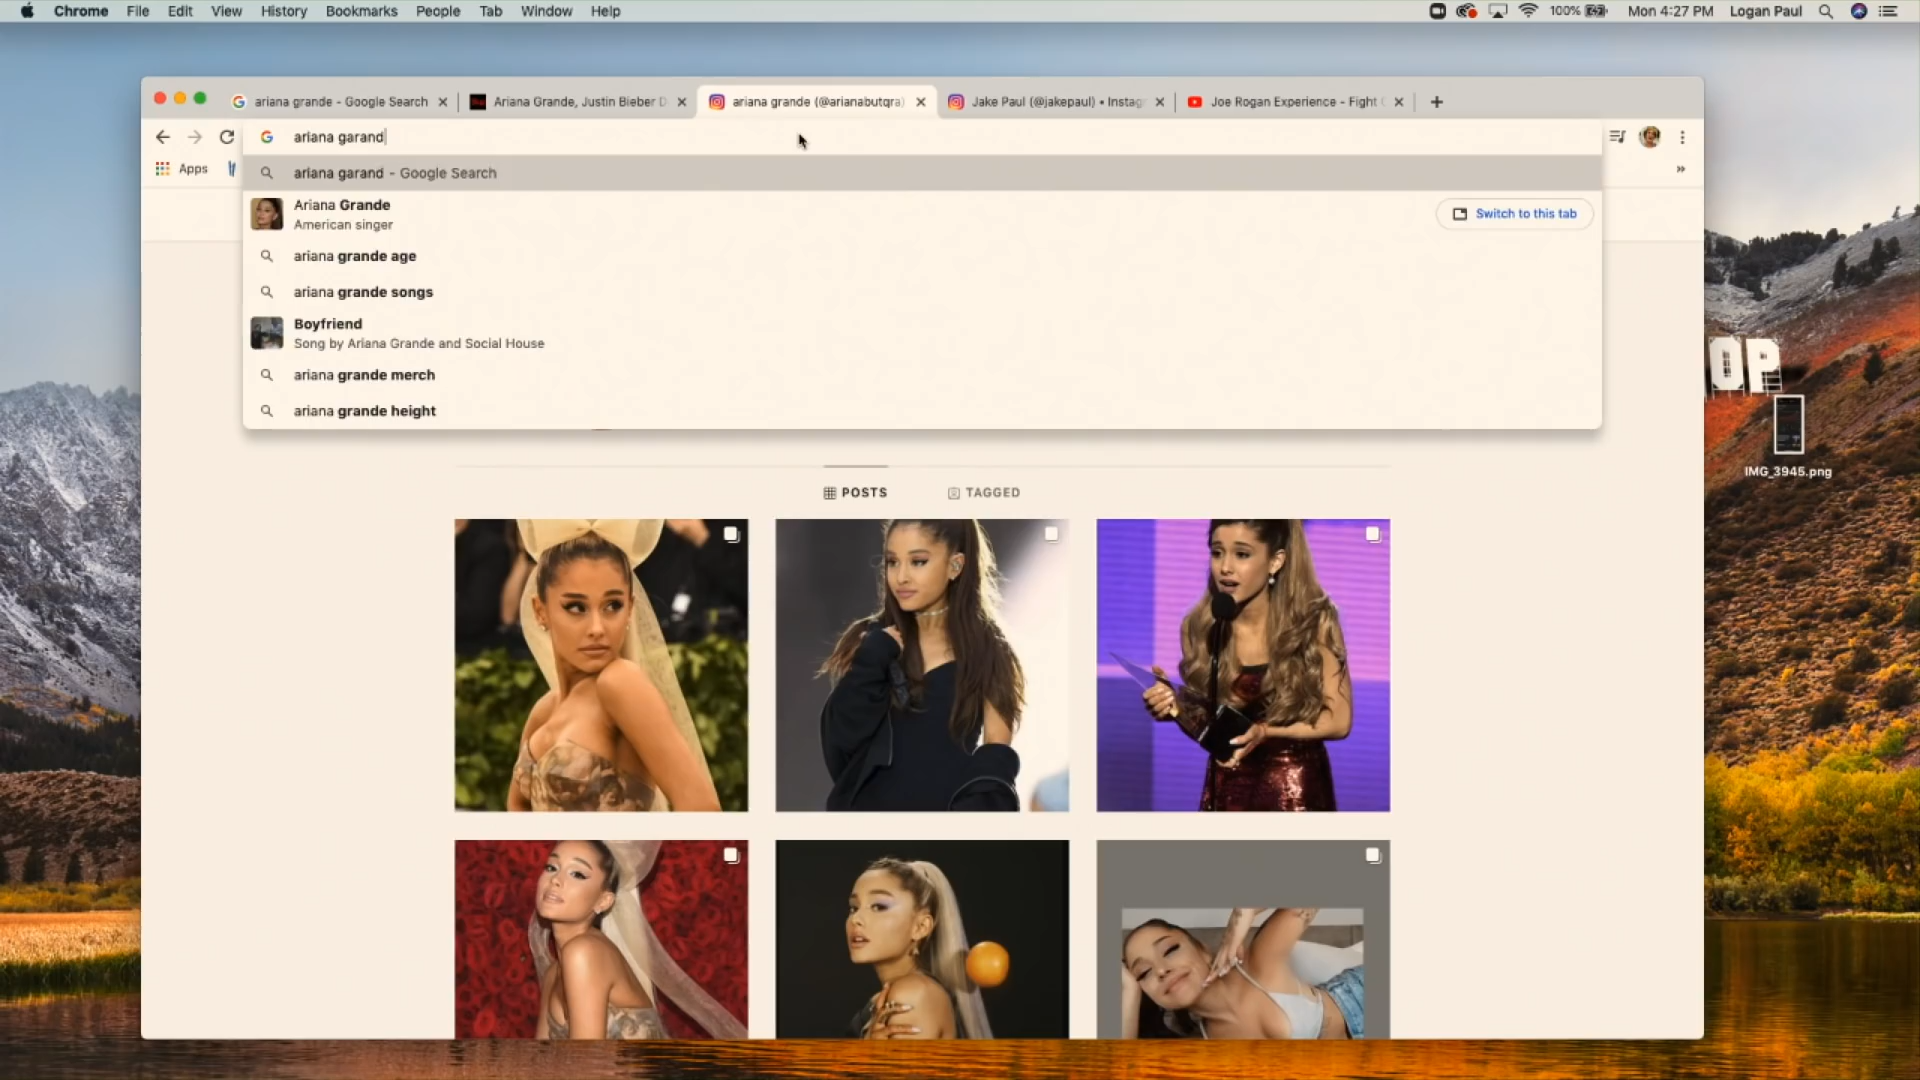 Chrome File Edit View History Bookmarks People Tab Window Help
100% Mon 4:27 PM Logan Paul
ariana grande - Google Search
Ariana Grande, Justin Bieber D
ariana grande (@arianabutqra)
Jake Paul (@jakepaul) • Instag
Joe Rogan Experience - Fight
ariana garand
Apps
ariana garand - Google Search
Ariana Grande
American singer
Switch to this tab
ariana grande age
ariana grande songs
Boyfriend
Song by Ariana Grande and Social House
ariana grande merch
ariana grande height
OP
IMG_3945.png
POSTS TAGGED